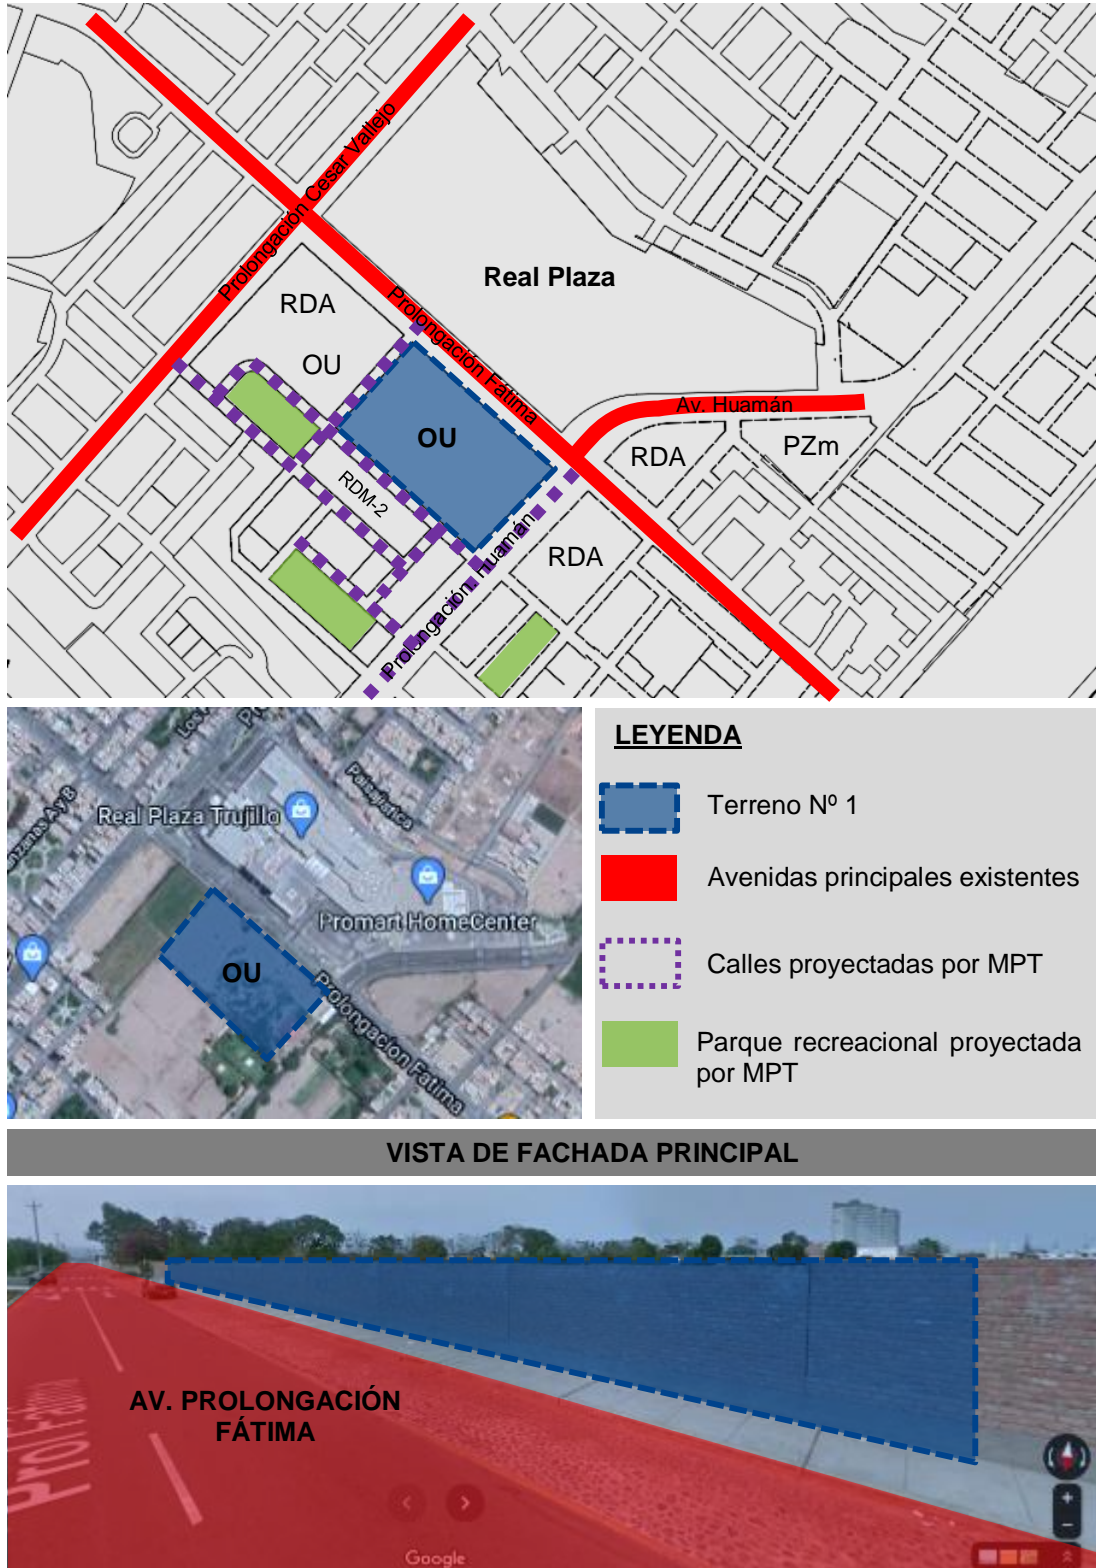 Prolongación Cesar Vallejo
Real Plaza
RDA
Prolongación Fátima
OU
Av. Huamán
OU
RDA
PZm
RDM-2
Prolongación. Huamán
RDA
Real Plaza Trujillo
Promart HomeCenter
OU
Prolongacion Fatima
LEYENDA
Terreno Nº 1
Avenidas principales existentes
Calles proyectadas por MPT
Parque recreacional proyectada
por MPT
VISTA DE FACHADA PRINCIPAL
AV. PROLONGACIÓN
FÁTIMA
Google